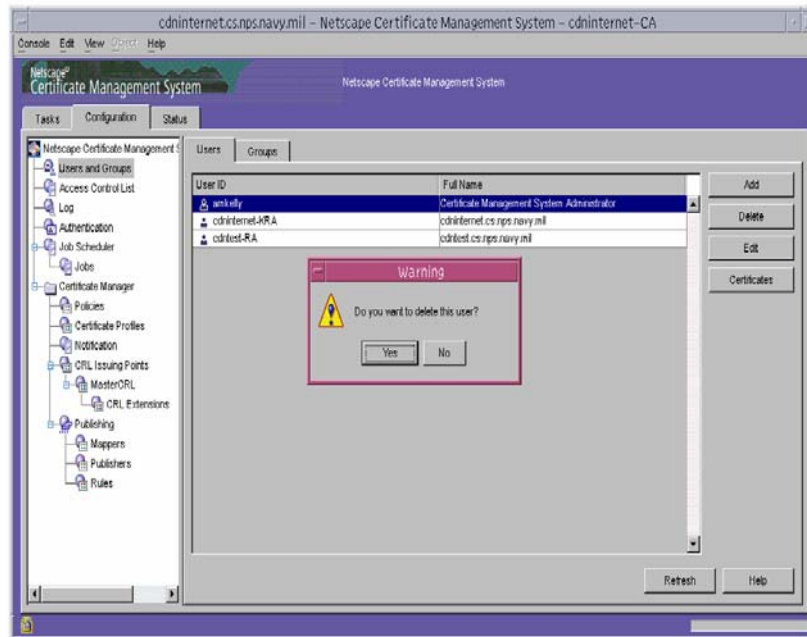 cdninternet.cs.nps.navy.mil – Netscape Certificate Management System – cdninternet-CA
Console Edit View Object Help
Netscape®
Certificate Management System
Netscape Certificate Management System
Tasks Configuration Status
Netscape Certificate Management S
Users and Groups
Access Control List
Log
Authentication
Job Scheduler
Jobs
Certificate Manager
Policies
Certificate Profiles
Notification
CRL Issuing Points
MasterCRL
CRL Extensions
Publishing
Mappers
Publishers
Rules
Users Groups
User ID Full Name
amkelly Certificate Management System Administrator
cdninternet-KRA cdninternet.cs.nps.navy.mil
cdntest-RA cdntest.cs.nps.navy.mil
Add
Delete
Edit
Certificates
Warning
Do you want to delete this user?
Yes No
Refresh Help